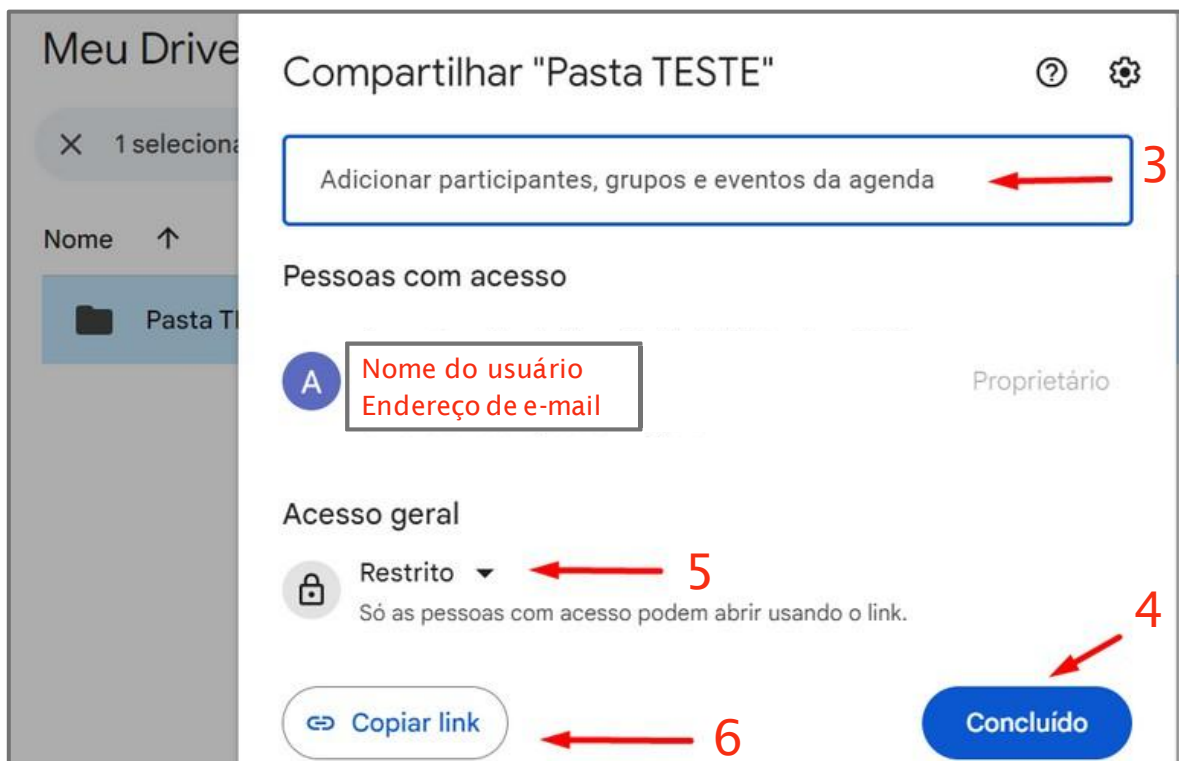 Meu Drive
Compartilhar "Pasta TESTE"
1 seleciona
Adicionar participantes, grupos e eventos da agenda
3
Nome
Pessoas com acesso
Pasta T
A
Nome do usuário
Endereço de e-mail
Proprietário
Acesso geral
Restrito
5
Só as pessoas com acesso podem abrir usando o link.
4
Copiar link
6
Concluído